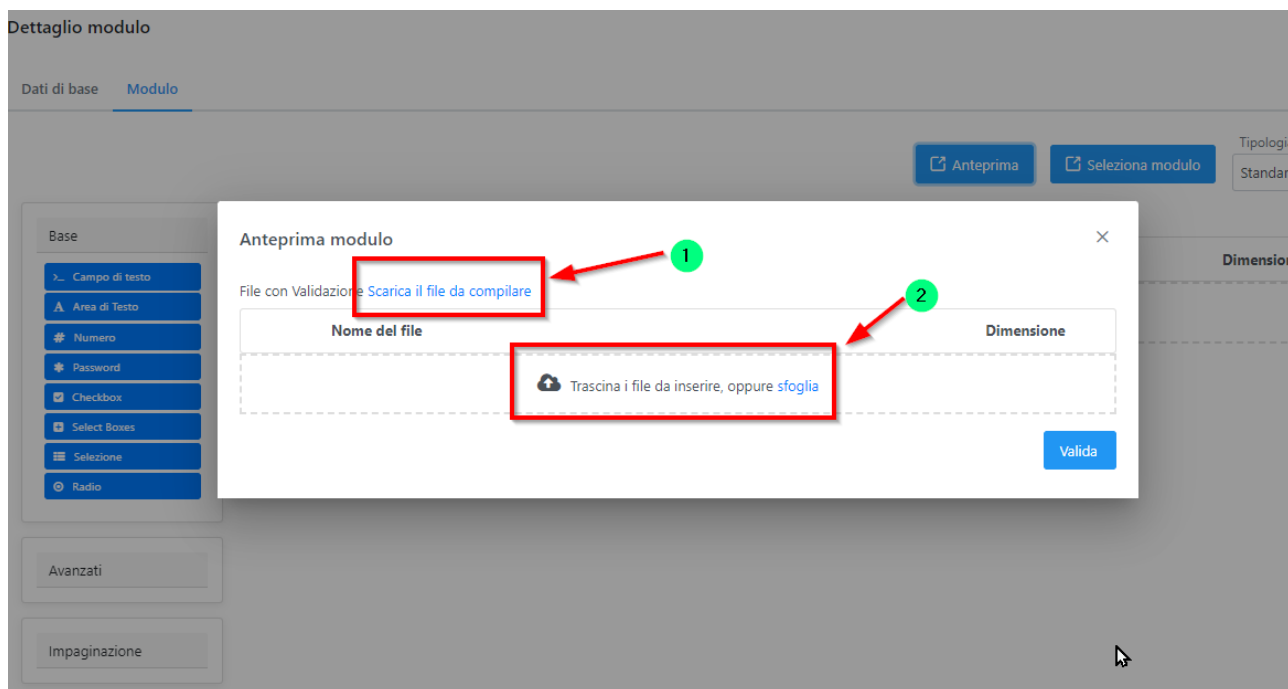 Dettaglio modulo
Dati di base Modulo
Tipologi
Anteprima Seleziona modulo Standar
Base
Campo di testo
Area di Testo
Numero
Password
Checkbox
Select Boxes
Selezione
Radio
Avanzati
Impaginazione
Dimension
Anteprima modulo
1
File con Validazione Scarica il file da compilare
2
Nome del file Dimensione
Trascina i file da inserire, oppure sfoglia
Valida